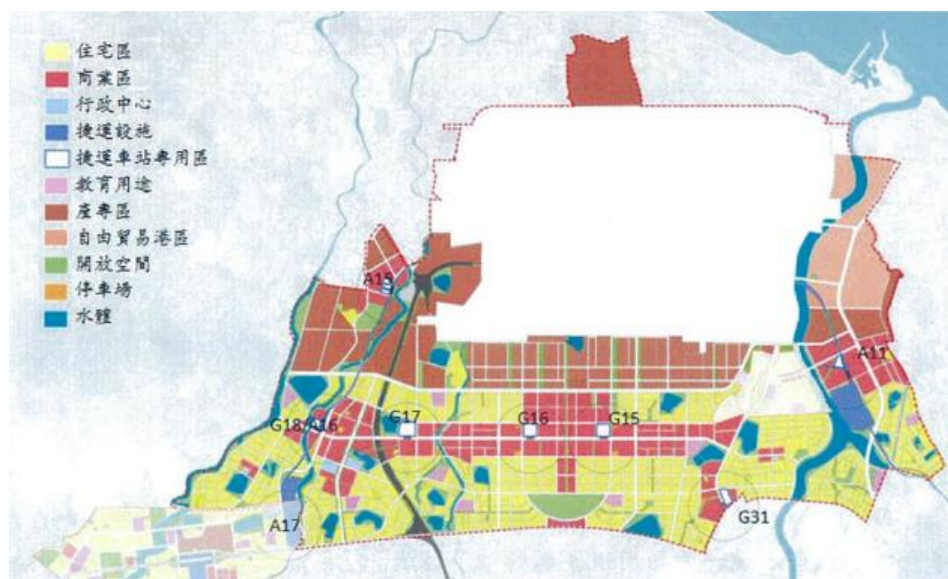 住宅區
商業區
行政中心
捷運設施
捷運車站專用區
教育用途
產專區
自由貿易港區
開放空間
停車場
水體
A15
A11
G18/A16
G17
G16
G15
A17
G31